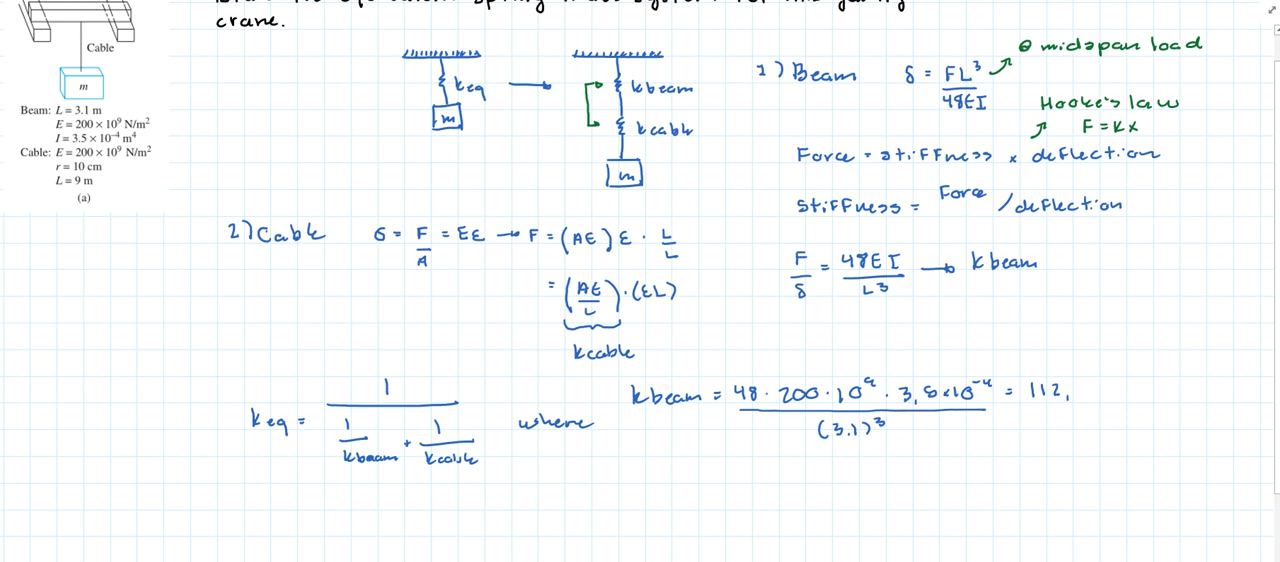 crane.
Cable
m
Beam: L = 3.1 m
E = 200 × 10⁹ N/m²
I = 3.5 × 10⁻⁴ m⁴
Cable: E = 200 × 10⁹ N/m²
r = 10 cm
L = 9 m
(a)
keq
m
kbeam
kcable
m
1) Beam δ = FL³/48EI
@ midspan load
Hooke's law
F = kx
Force = stiffness × deflection
stiffness = Force/deflection
F/δ = 48EI/L³ → kbeam
2) Cable σ = F/A = Eε → F = (AE)ε · L/L
= (AE/L) · (εL)
kcable
keq = 1/(1/kbeam + 1/kcable) where
kbeam = 48 · 200 · 10⁹ · 3,5×10⁻⁴/(3.1)³ = 112,